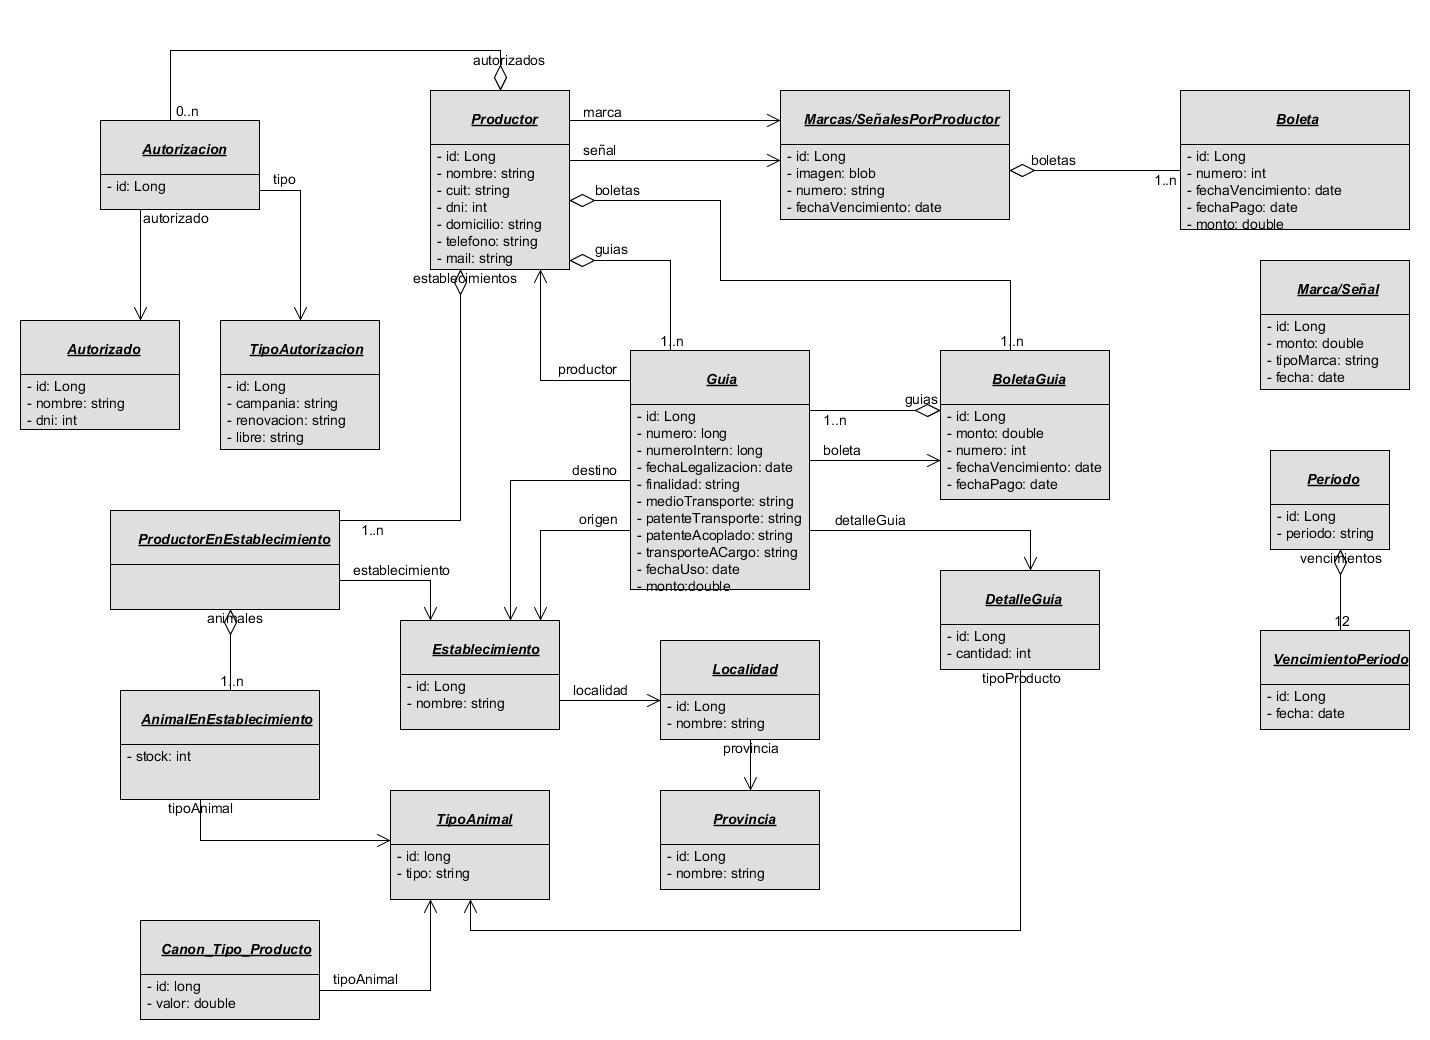 autorizados
0..n
Autorizacion
- id: Long
tipo
autorizado
Productor
- id: Long
- nombre: string
- cuit: string
- dni: int
- domicilio: string
- telefono: string
- mail: string
marca
señal
boletas
guias
establecimientos
Marcas/SeñalesPorProductor
- id: Long
- imagen: blob
- numero: string
- fechaVencimiento: date
boletas
1..n
Boleta
- id: Long
- numero: int
- fechaVencimiento: date
- fechaPago: date
- monto: double
Marca/Señal
- id: Long
- monto: double
- tipoMarca: string
- fecha: date
Autorizado
- id: Long
- nombre: string
- dni: int
TipoAutorizacion
- id: Long
- campania: string
- renovacion: string
- libre: string
1..n
productor
Guia
- id: Long
- numero: long
- numeroIntern: long
- fechaLegalizacion: date
- finalidad: string
- medioTransporte: string
- patenteTransporte: string
- patenteAcoplado: string
- transporteACargo: string
- fechaUso: date
- monto:double
1..n
guias
1..n
boleta
BoletaGuia
- id: Long
- monto: double
- numero: int
- fechaVencimiento: date
- fechaPago: date
destino
origen
detalleGuia
Periodo
- id: Long
- periodo: string
vencimientos
12
VencimientoPeriodo
- id: Long
- fecha: date
ProductorEnEstablecimiento
1..n
establecimiento
animales
1..n
DetalleGuia
- id: Long
- cantidad: int
tipoProducto
Establecimiento
- id: Long
- nombre: string
localidad
Localidad
- id: Long
- nombre: string
provincia
AnimalEnEstablecimiento
- stock: int
tipoAnimal
TipoAnimal
- id: long
- tipo: string
Provincia
- id: Long
- nombre: string
Canon_Tipo_Producto
- id: long
- valor: double
tipoAnimal